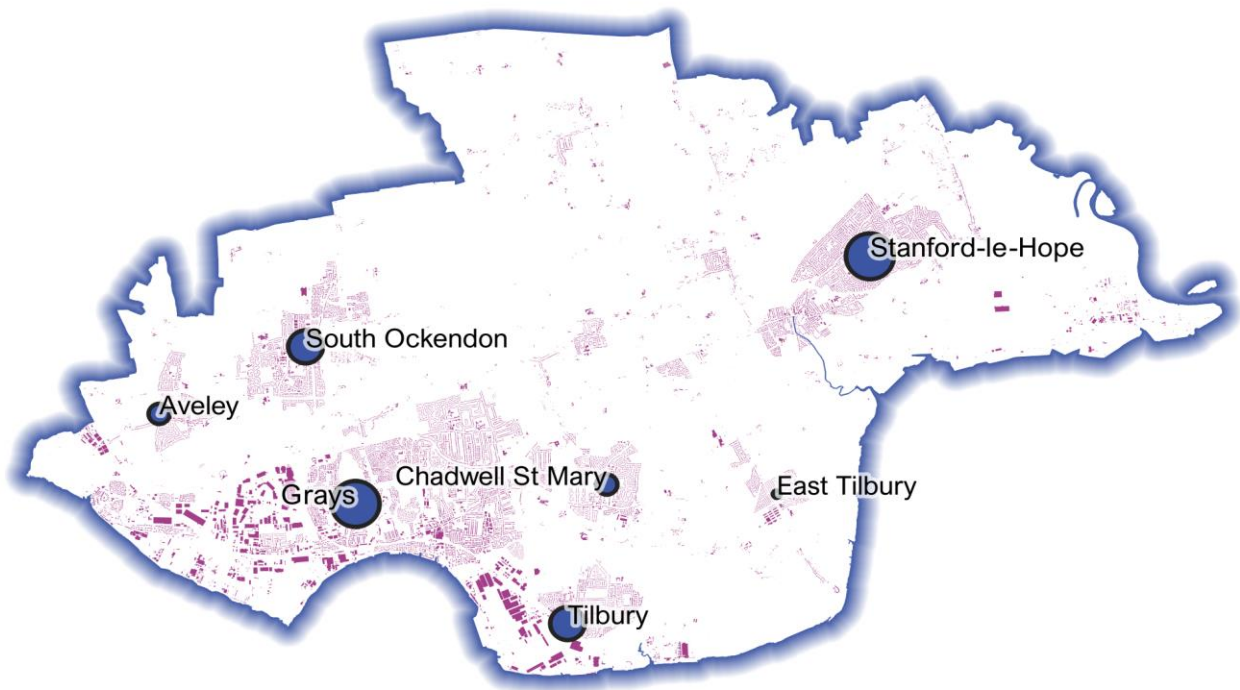 Stanford-le-Hope
South Ockendon
Aveley
Chadwell St Mary
East Tilbury
Grays
Tilbury